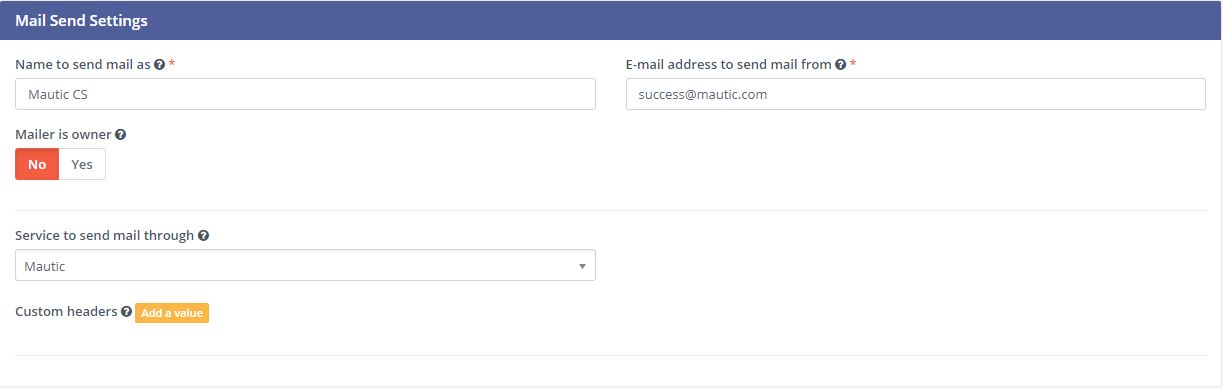 Mail Send Settings
Name to send mail as ? *
E-mail address to send mail from ? *
Mautic CS
success@mautic.com
Mailer is owner ?
No Yes
Service to send mail through ?
Mautic
Custom headers ? Add a value